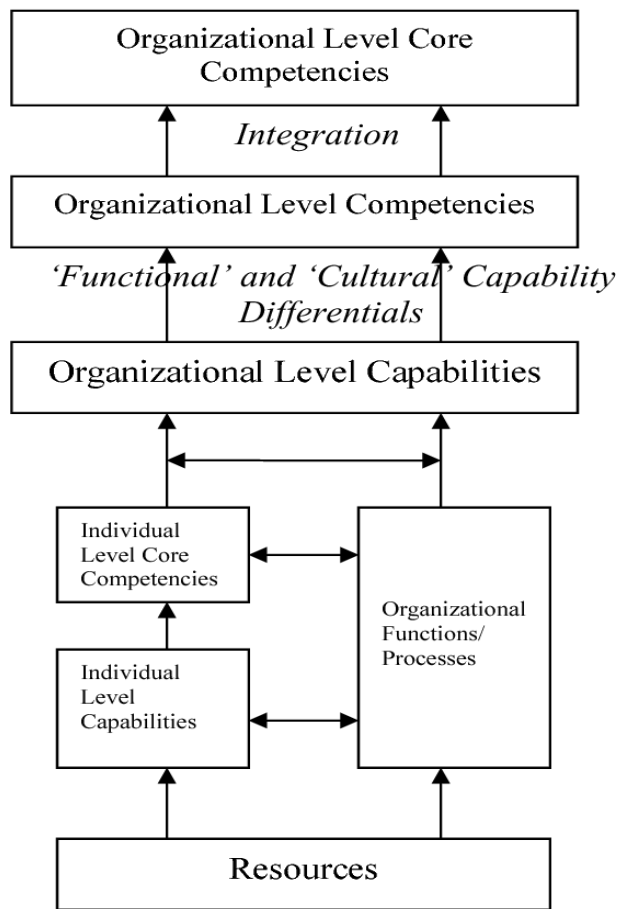 Organizational Level Core
Competencies
Integration
Organizational Level Competencies
‘Functional’ and ‘Cultural’ Capability
Differentials
Organizational Level Capabilities
Individual
Level Core
Competencies
Organizational
Functions/
Processes
Individual
Level
Capabilities
Resources